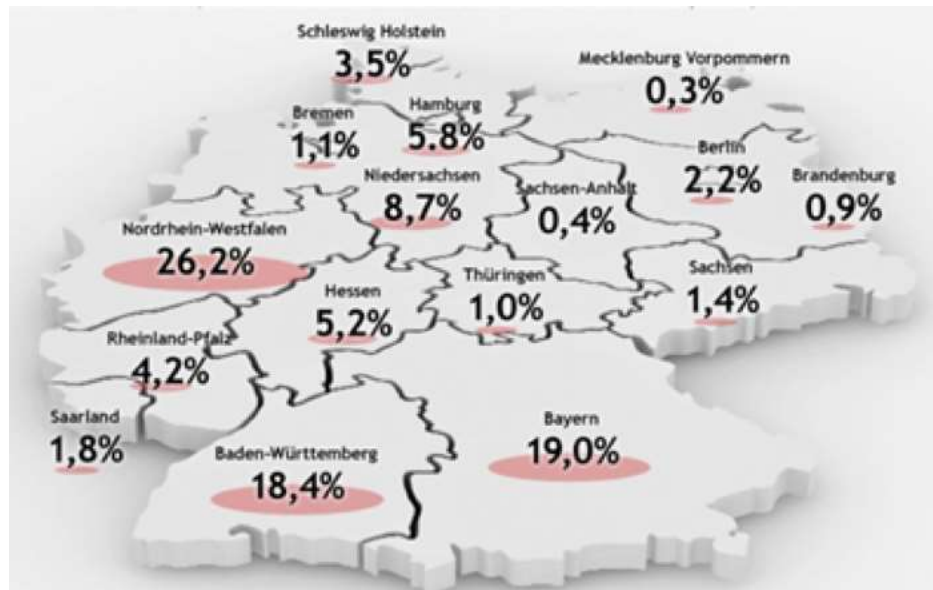 Schleswig Holstein
3,5%
Mecklenburg Vorpommern
0,3%
Hamburg
5.8%
Bremen
1,1%
Berlin
2,2%
Brandenburg
0,9%
Niedersachsen
8,7%
Sachsen-Anhalt
0,4%
Nordrhein-Westfalen
26,2%
Hessen
5,2%
Thüringen
1,0%
Sachsen
1,4%
Rheinland-Pfalz
4,2%
Saarland
1,8%
Baden-Württemberg
18,4%
Bayern
19,0%